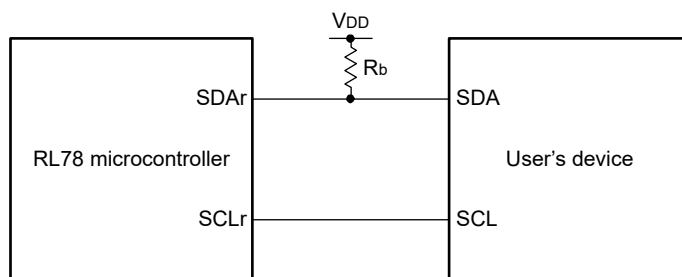 VDD
Rb
SDAr
SDA
RL78 microcontroller
User's device
SCLr
SCL